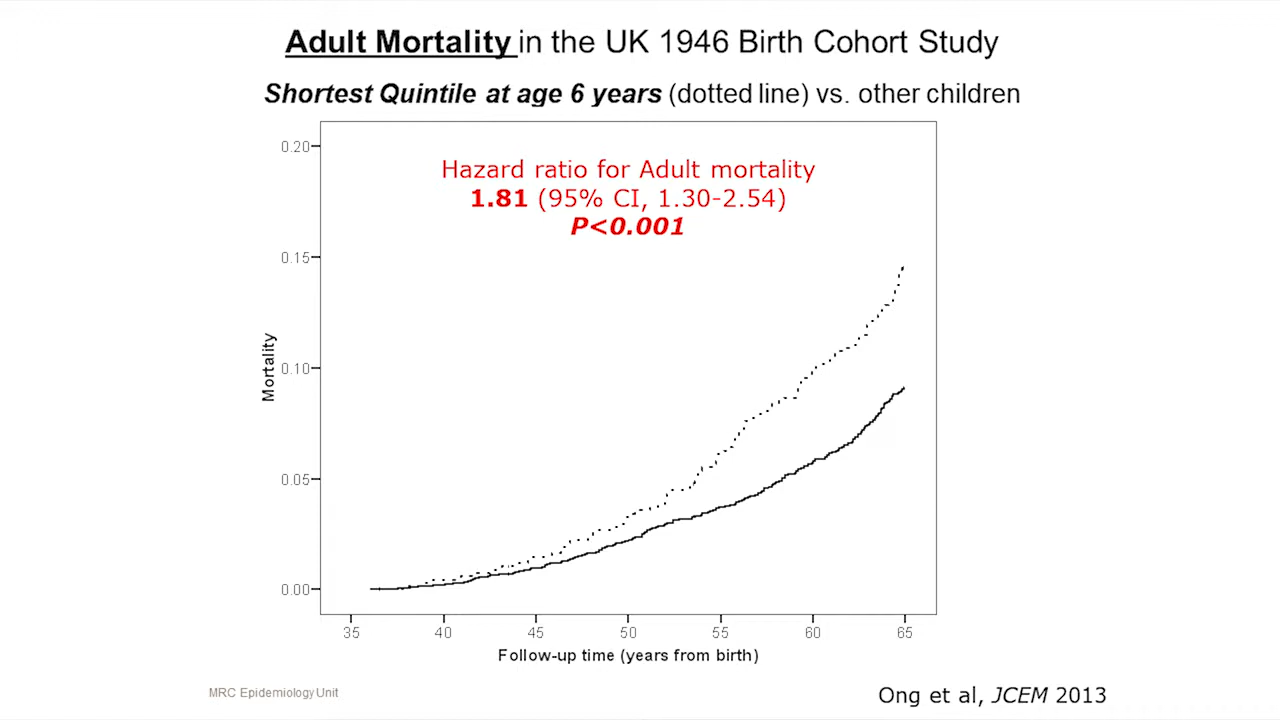 Adult Mortality in the UK 1946 Birth Cohort Study
Shortest Quintile at age 6 years (dotted line) vs. other children
Hazard ratio for Adult mortality
1.81 (95% CI, 1.30-2.54)
P<0.001
0.20
0.15
0.10
0.05
0.00
Mortality
35 40 45 50 55 60 65
Follow-up time (years from birth)
MRC Epidemiology Unit
Ong et al, JCEM 2013